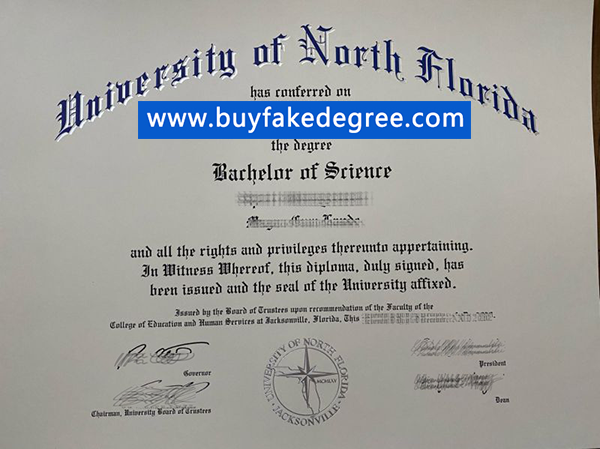 University of North Florida
has conferred on
www.buyfakedegree.com
the degree
Bachelor of Science
and all the rights and privileges thereunto appertaining.
In Witness Whereof, this diploma, duly signed, has
been issued and the seal of the University affixed.
Issued by the Board of Trustees upon recommendation of the Faculty of the
College of Education and Human Services at Jacksonville, Florida, This
Governor
President
Chairman, University Board of Trustees
Dean
UNIVERSITY OF NORTH FLORIDA
MCMLXV
JACKSONVILLE